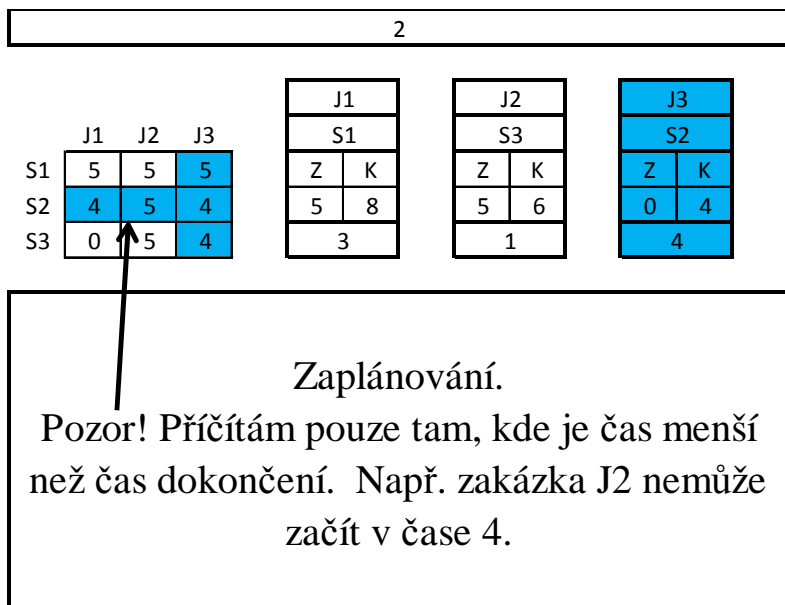 2
J1 J2 J3
S1 5 5 5
S2 4 5 4
S3 0 5 4
J1
S1
Z K
5 8
3
J2
S3
Z K
5 6
1
J3
S2
Z K
0 4
4
Zaplánování.
Pozor! Příčítám pouze tam, kde je čas menší
než čas dokončení. Např. zakázka J2 nemůže
začít v čase 4.